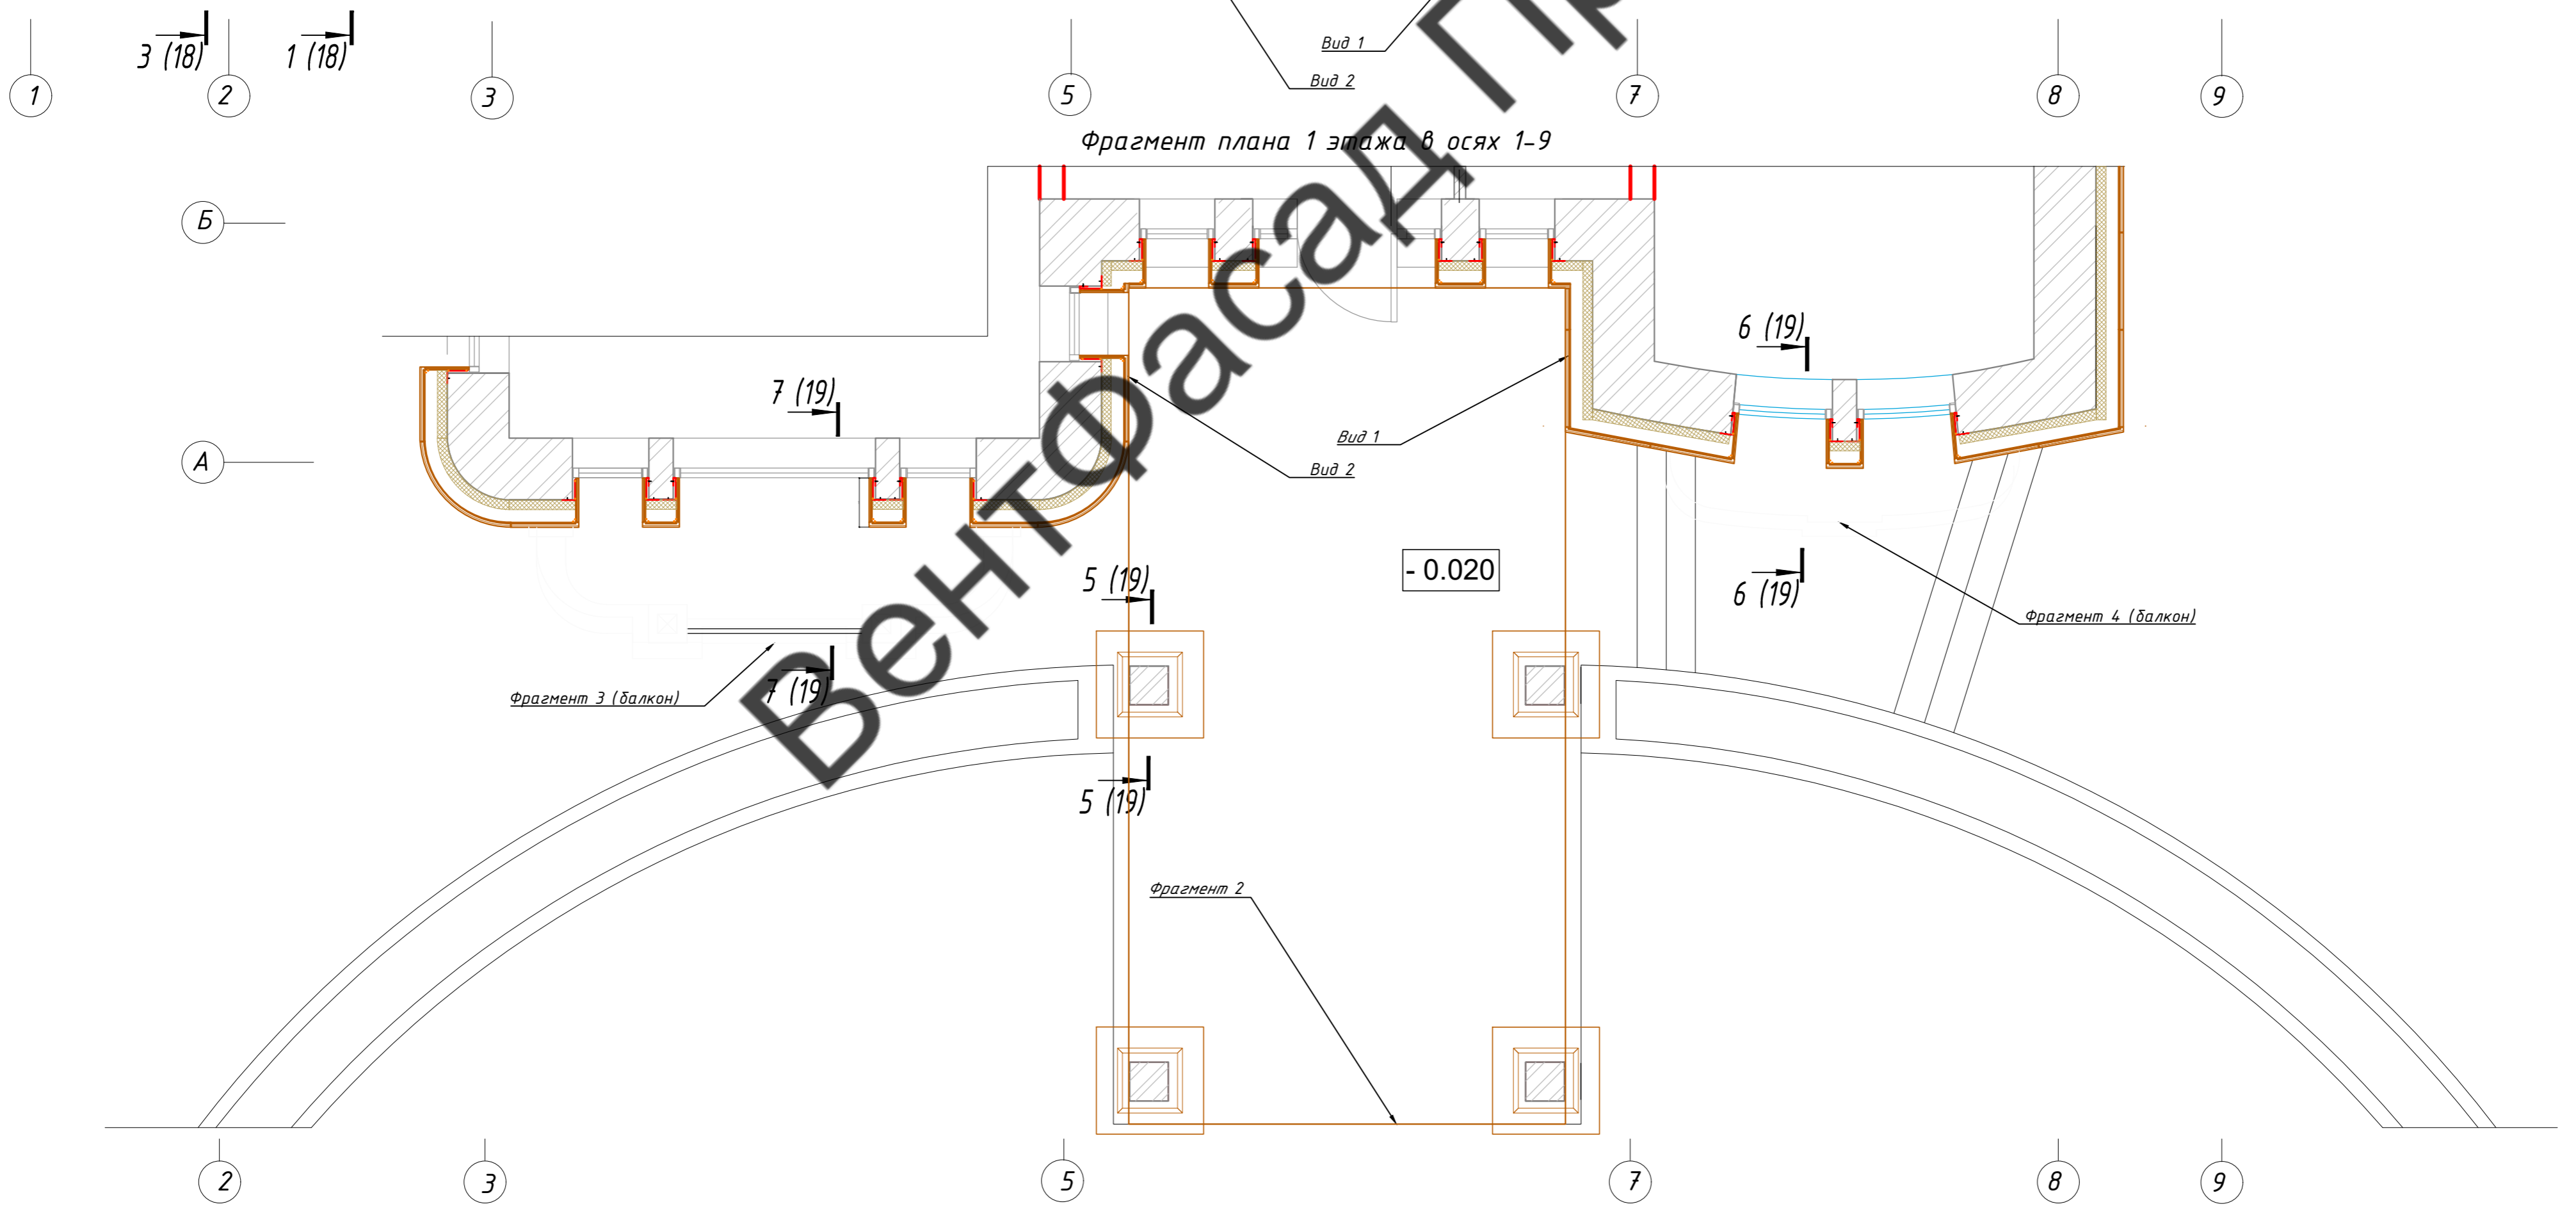 3 (18)
1 (18)
Вид 1
Вид 2
1
2
3
5
7
8
9
Фрагмент плана 1 этажа в осях 1-9
Б
6 (19)
7 (19)
Вид 1
А
Вид 2
- 0.020
5 (19)
6 (19)
Фрагмент 4 (балкон)
7 (19)
Фрагмент 3 (балкон)
5 (19)
Фрагмент 2
2
3
5
7
8
9
ВентФасад Пр